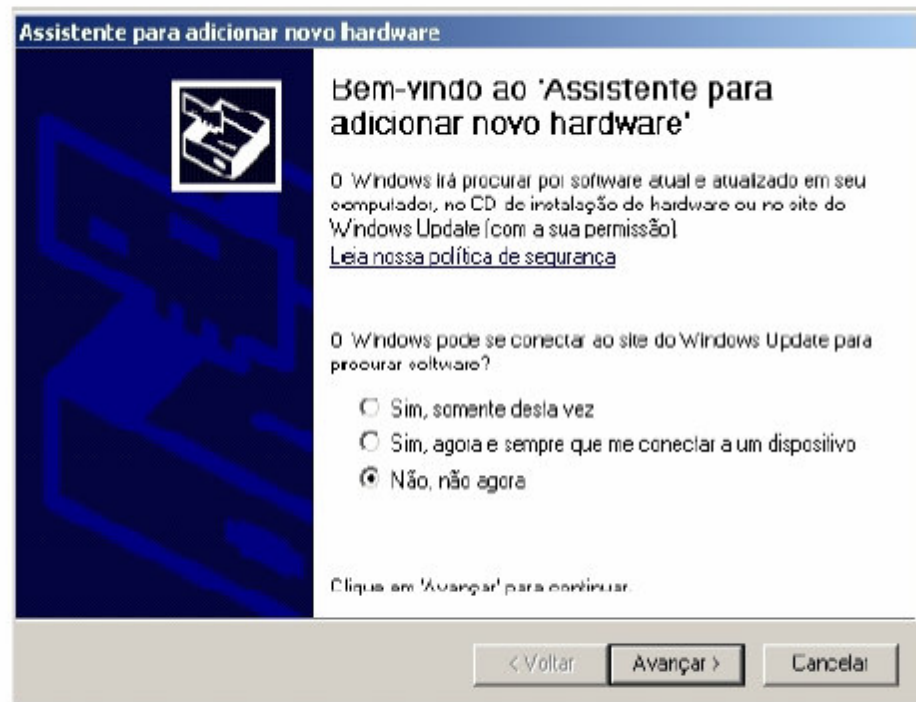 Assistente para adicionar novo hardware
Bem-vindo ao 'Assistente para
adicionar novo hardware'
O Windows irá procurar por software atual e atualizado em seu
computador, no CD de instalação de hardware ou no site do
Windows Update (com a sua permissão)
Leia nossa política de segurança
O Windows pode se conectar ao site do Windows Update para
procurar software?
Sim, somente desta vez
Sim, agora e sempre que me conectar a um dispositivo
Não, não agora
Clique em 'Avançar' para continuar.
< Voltar
Avançar >
Cancelar